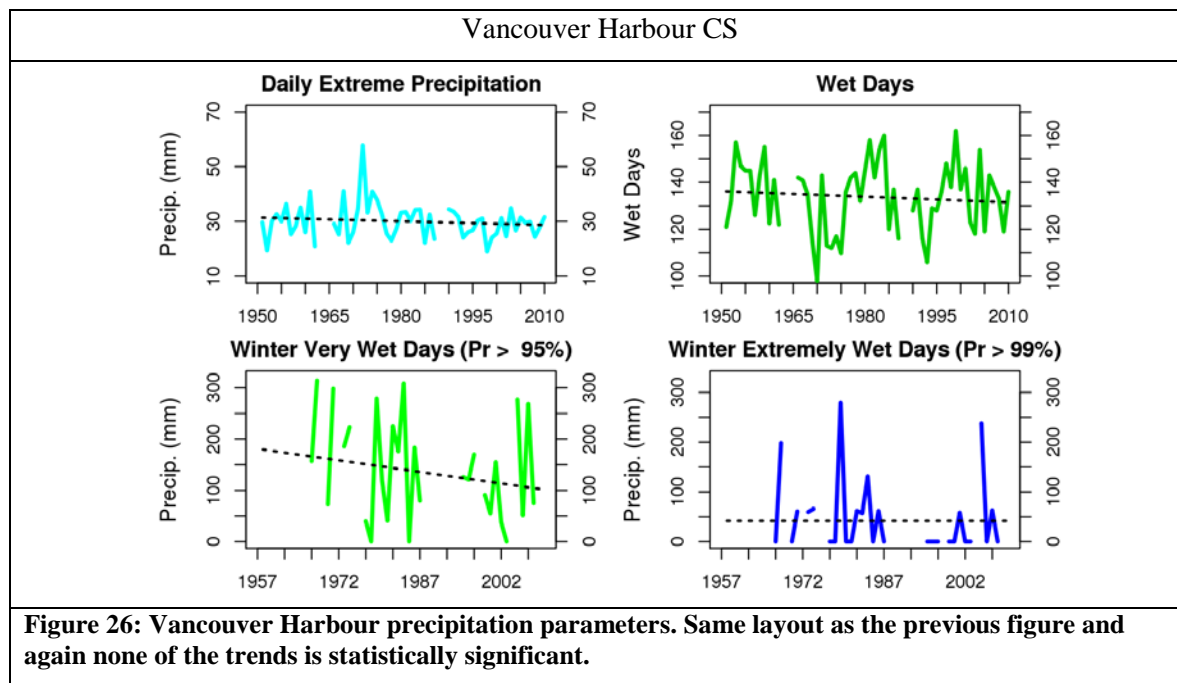 Vancouver Harbour CS
Daily Extreme Precipitation
Precip. (mm)
10 30 50 70
10 30 50 70
1950 1965 1980 1995 2010
Wet Days
Wet Days
100 120 140 160
100 120 140 160
1950 1965 1980 1995 2010
Winter Very Wet Days (Pr > 95%)
Precip. (mm)
0 100 200 300
0 100 200 300
1957 1972 1987 2002
Winter Extremely Wet Days (Pr > 99%)
Precip. (mm)
0 100 200 300
0 100 200 300
1957 1972 1987 2002
Figure 26: Vancouver Harbour precipitation parameters. Same layout as the previous figure and
again none of the trends is statistically significant.